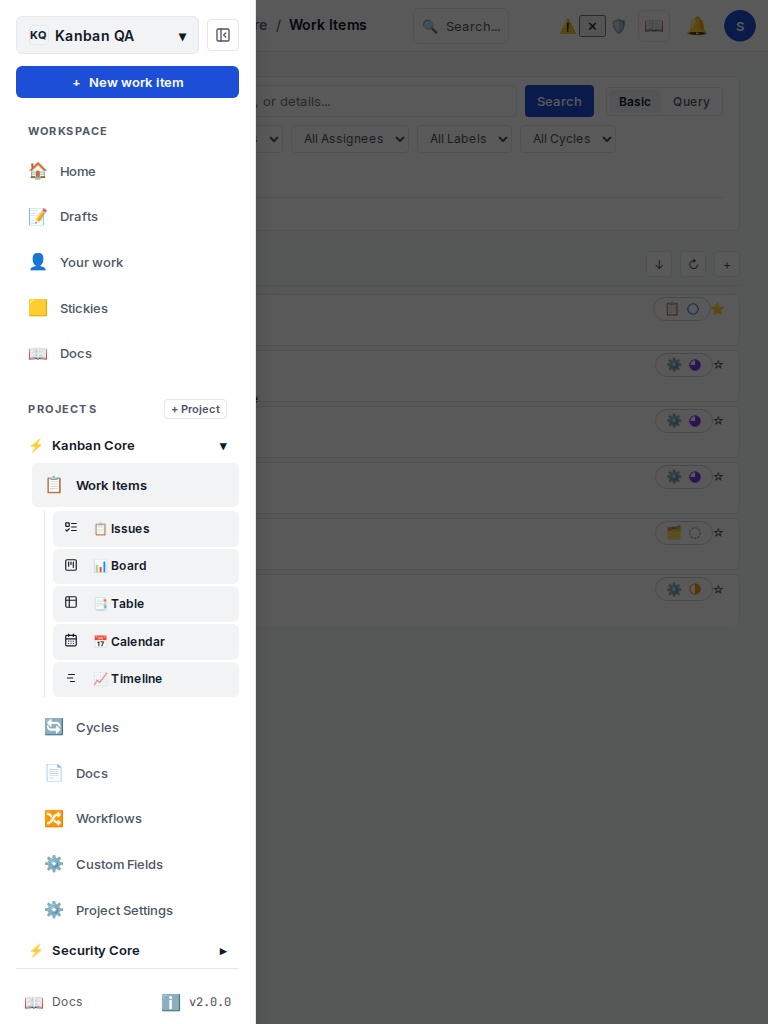 KQ Kanban QA ▾
+ New work item
WORKSPACE
Home
Drafts
Your work
Stickies
Docs
PROJECTS
+ Project
Kanban Core ▾
Work Items
Issues
Board
Table
Calendar
Timeline
Cycles
Docs
Workflows
Custom Fields
Project Settings
Security Core ▸
Docs
v2.0.0
re / Work Items
Search...
S
, or details...
Search
Basic
Query
All Assignees
All Labels
All Cycles